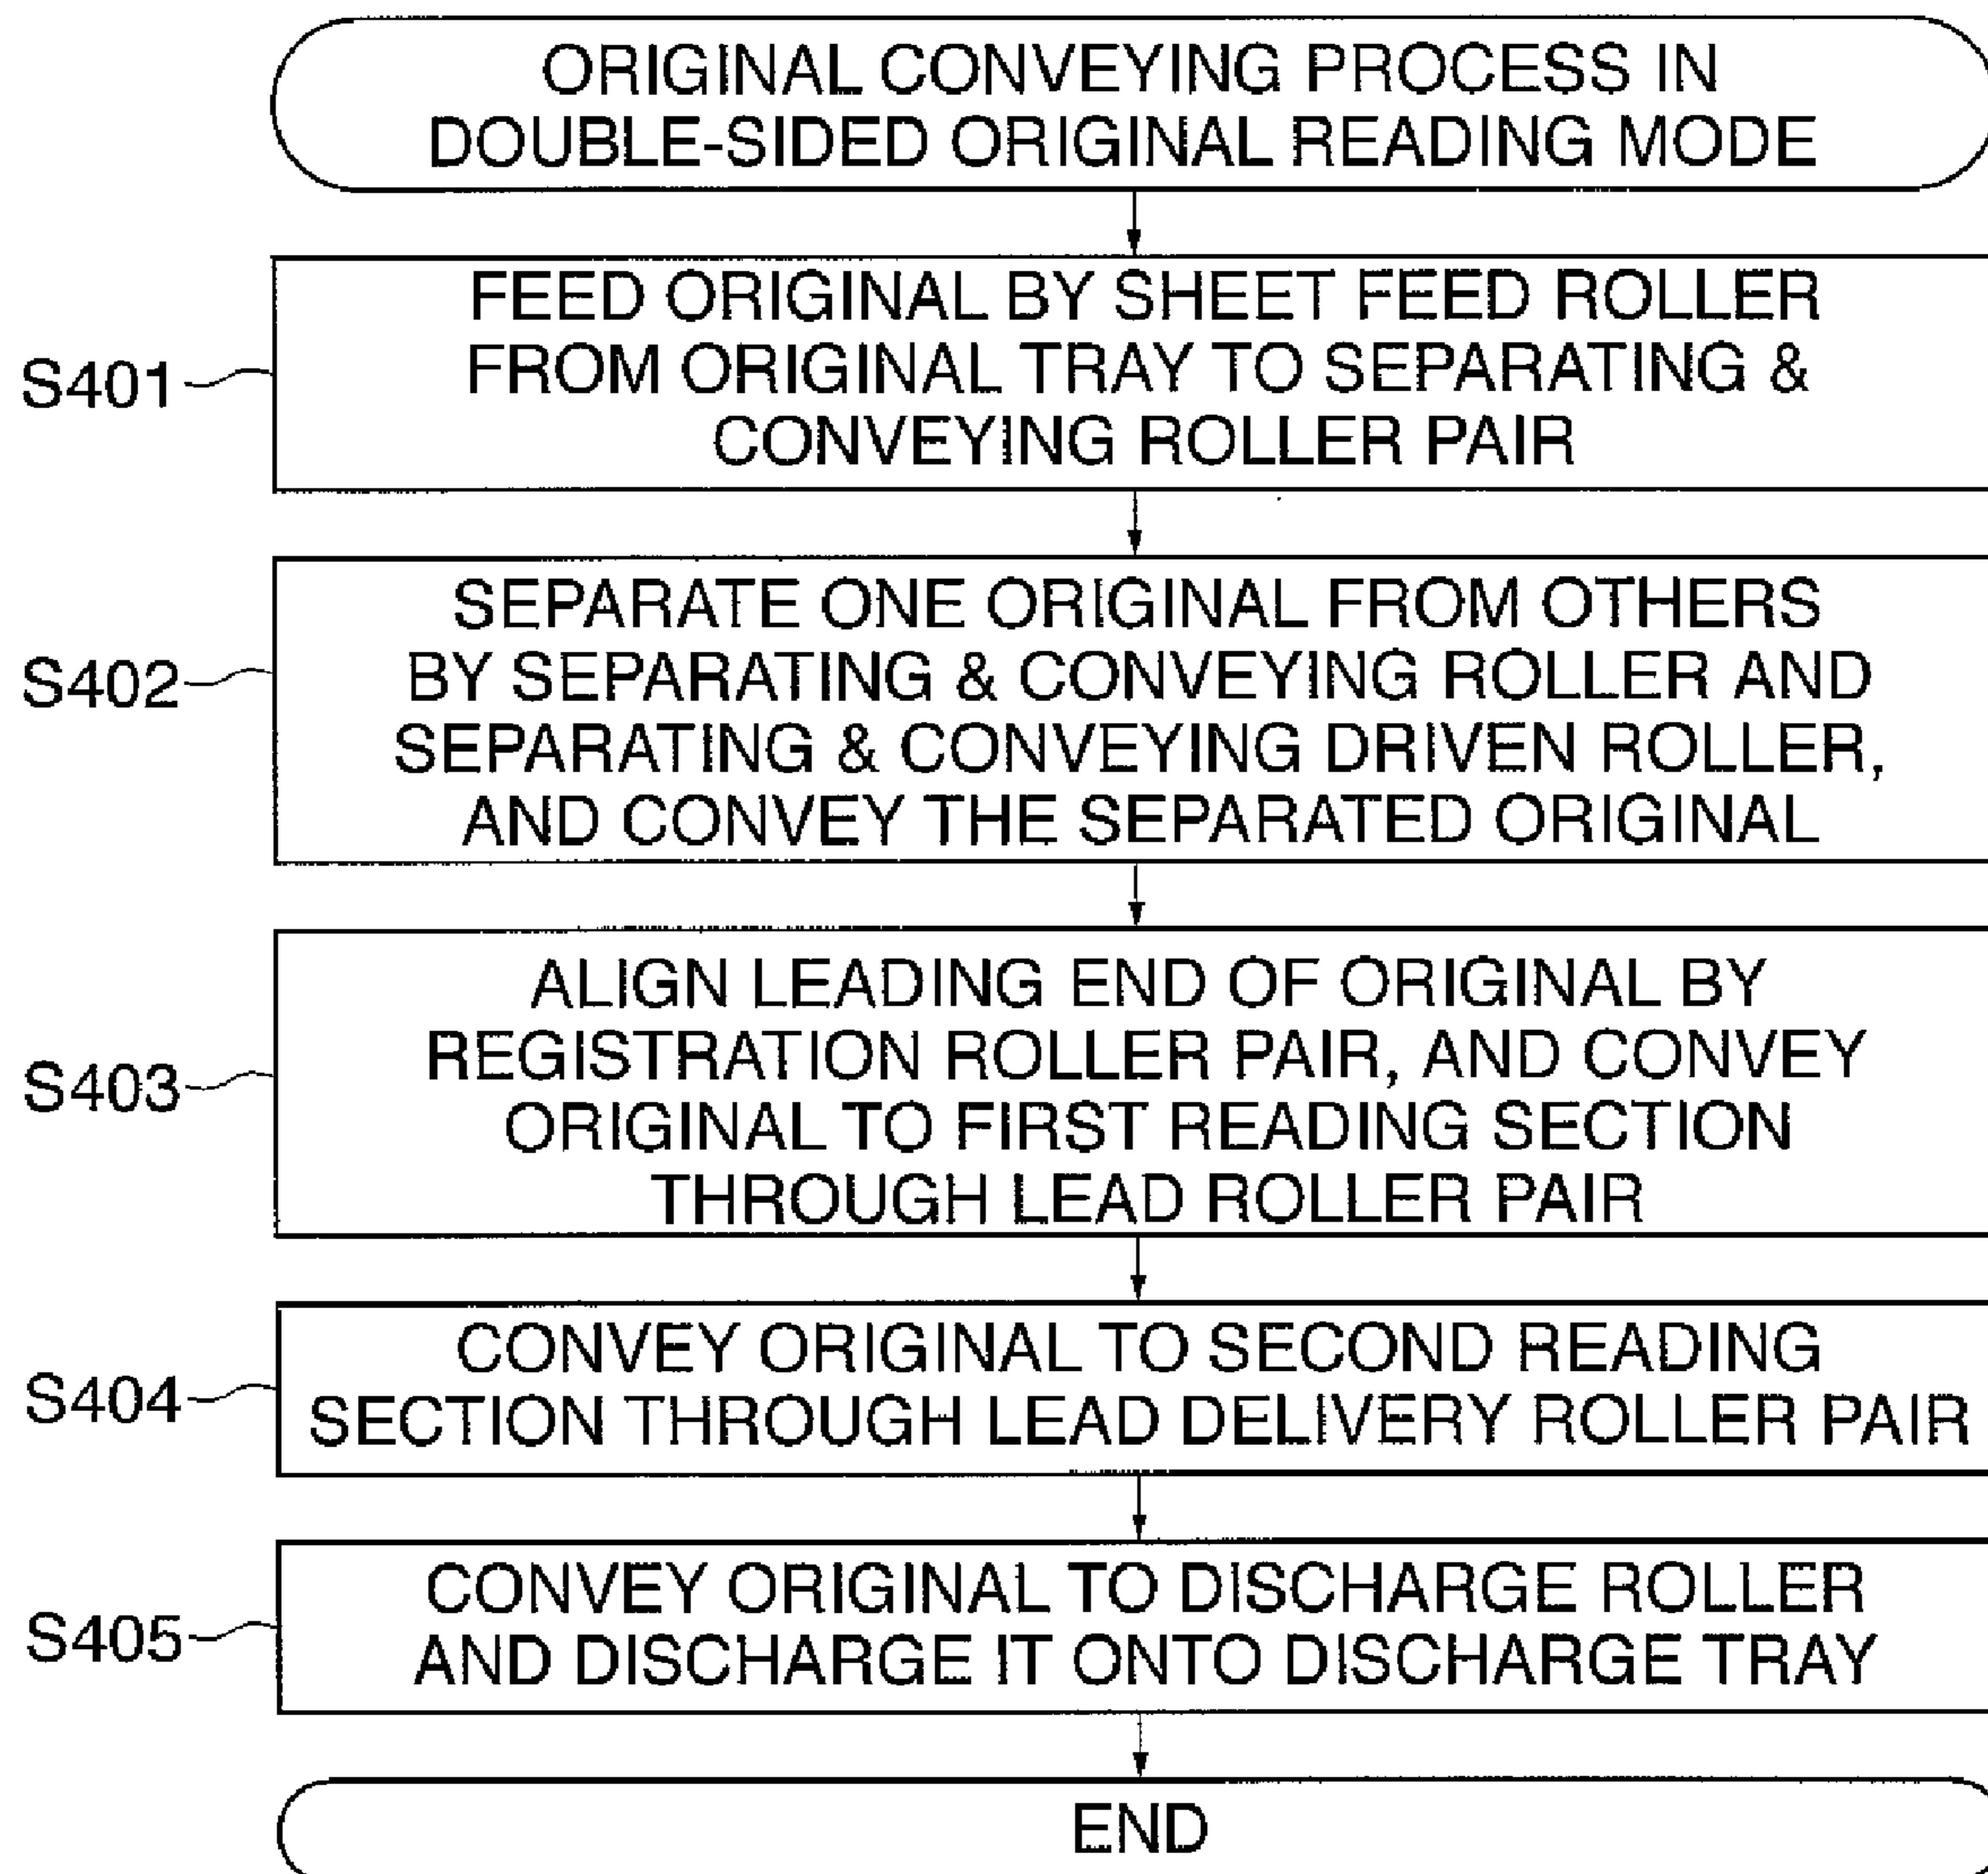 ORIGINAL CONVEYING PROCESS IN
DOUBLE-SIDED ORIGINAL READING MODE
S401
FEED ORIGINAL BY SHEET FEED ROLLER
FROM ORIGINAL TRAY TO SEPARATING &
CONVEYING ROLLER PAIR
S402
SEPARATE ONE ORIGINAL FROM OTHERS
BY SEPARATING & CONVEYING ROLLER AND
SEPARATING & CONVEYING DRIVEN ROLLER,
AND CONVEY THE SEPARATED ORIGINAL
S403
ALIGN LEADING END OF ORIGINAL BY
REGISTRATION ROLLER PAIR, AND CONVEY
ORIGINAL TO FIRST READING SECTION
THROUGH LEAD ROLLER PAIR
S404
CONVEY ORIGINAL TO SECOND READING
SECTION THROUGH LEAD DELIVERY ROLLER PAIR
S405
CONVEY ORIGINAL TO DISCHARGE ROLLER
AND DISCHARGE IT ONTO DISCHARGE TRAY
END